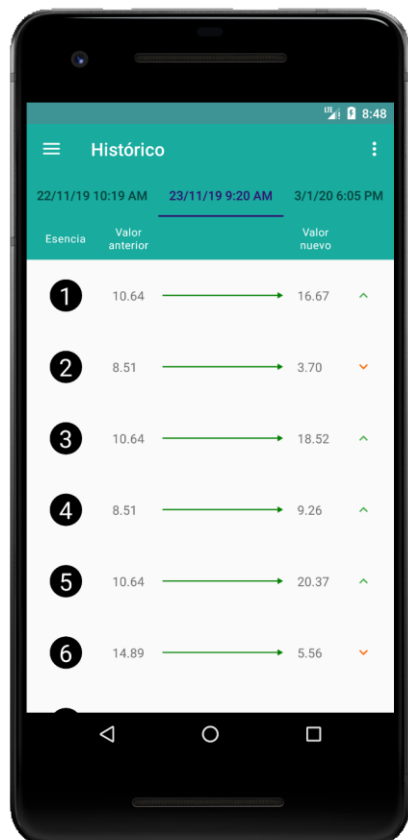 LTE 8:48
Histórico
22/11/19 10:19 AM 23/11/19 9:20 AM 3/1/20 6:05 PM
Esencia Valor anterior Valor nuevo
1 10.64 16.67
2 8.51 3.70
3 10.64 18.52
4 8.51 9.26
5 10.64 20.37
6 14.89 5.56